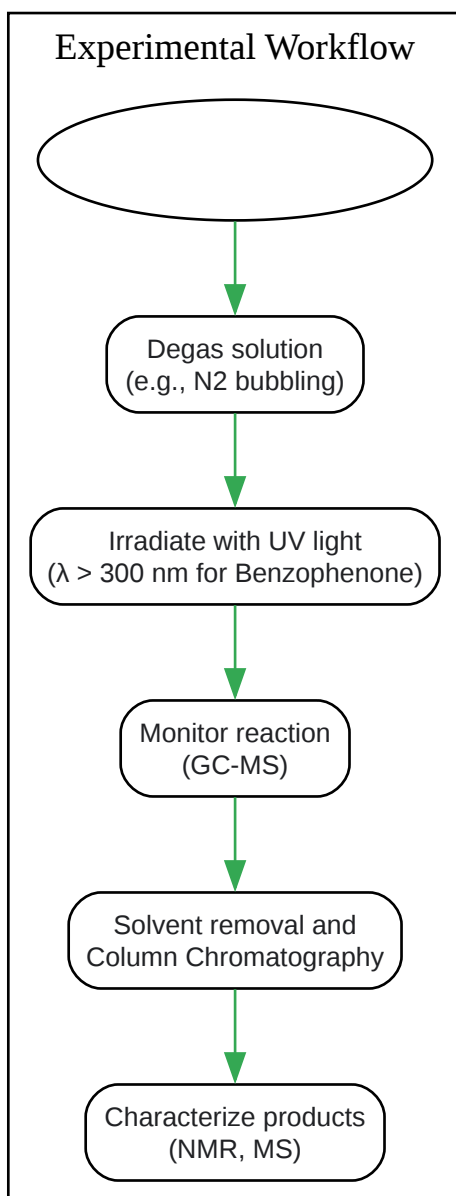 Experimental Workflow
Degas solution
(e.g., N2 bubbling)
Irradiate with UV light
(λ > 300 nm for Benzophenone)
Monitor reaction
(GC-MS)
Solvent removal and
Column Chromatography
Characterize products
(NMR, MS)